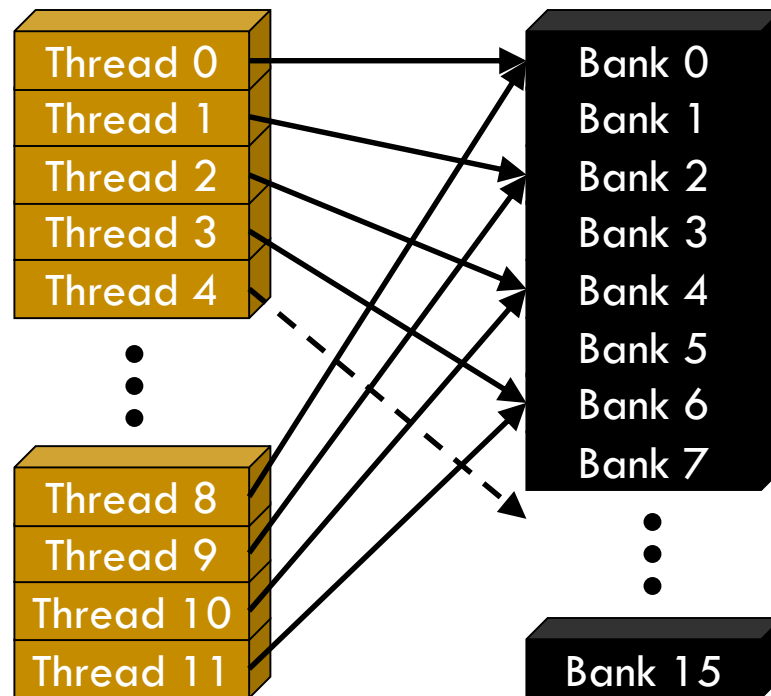 Thread 0
Thread 1
Thread 2
Thread 3
Thread 4
Thread 8
Thread 9
Thread 10
Thread 11
Bank 0
Bank 1
Bank 2
Bank 3
Bank 4
Bank 5
Bank 6
Bank 7
Bank 15